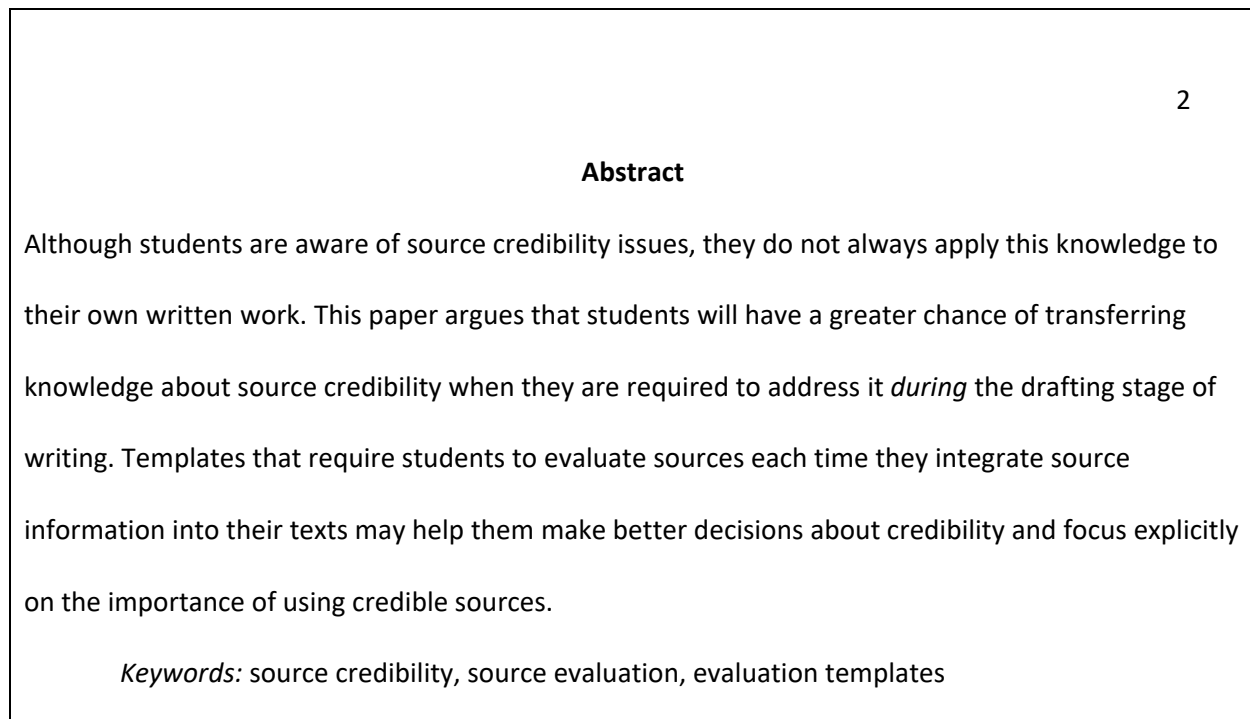 2
Abstract
Although students are aware of source credibility issues, they do not always apply this knowledge to
their own written work. This paper argues that students will have a greater chance of transferring
knowledge about source credibility when they are required to address it during the drafting stage of
writing. Templates that require students to evaluate sources each time they integrate source
information into their texts may help them make better decisions about credibility and focus explicitly
on the importance of using credible sources.
Keywords: source credibility, source evaluation, evaluation templates